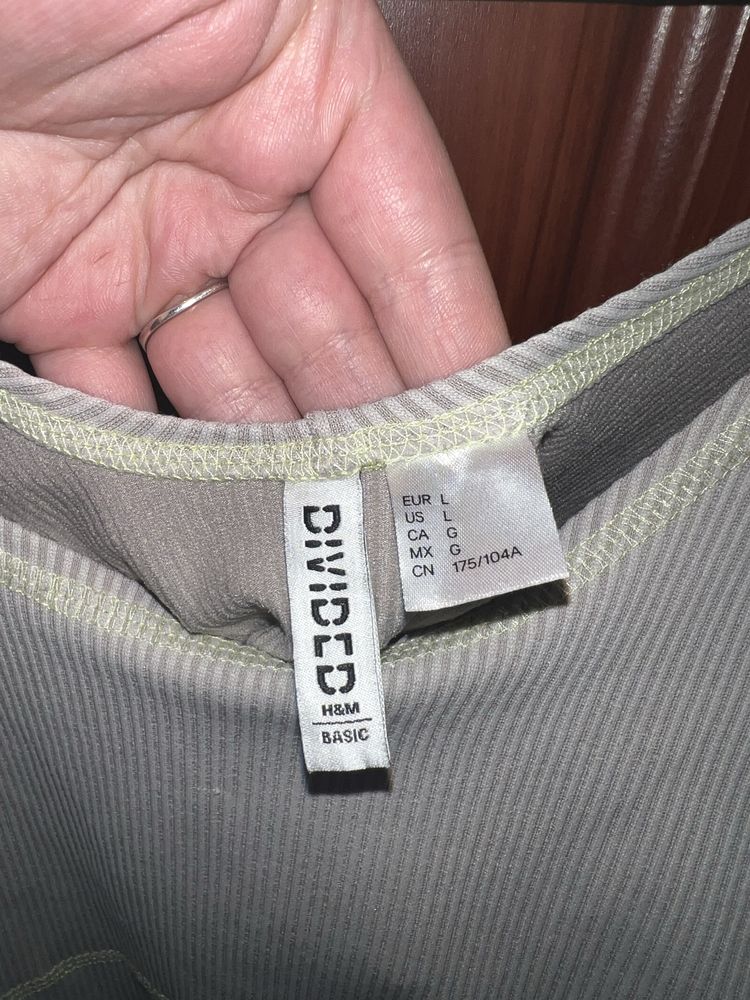 DIVIDED
H&M
BASIC
EUR L
US L
CA G
MX G
CN 175/104A